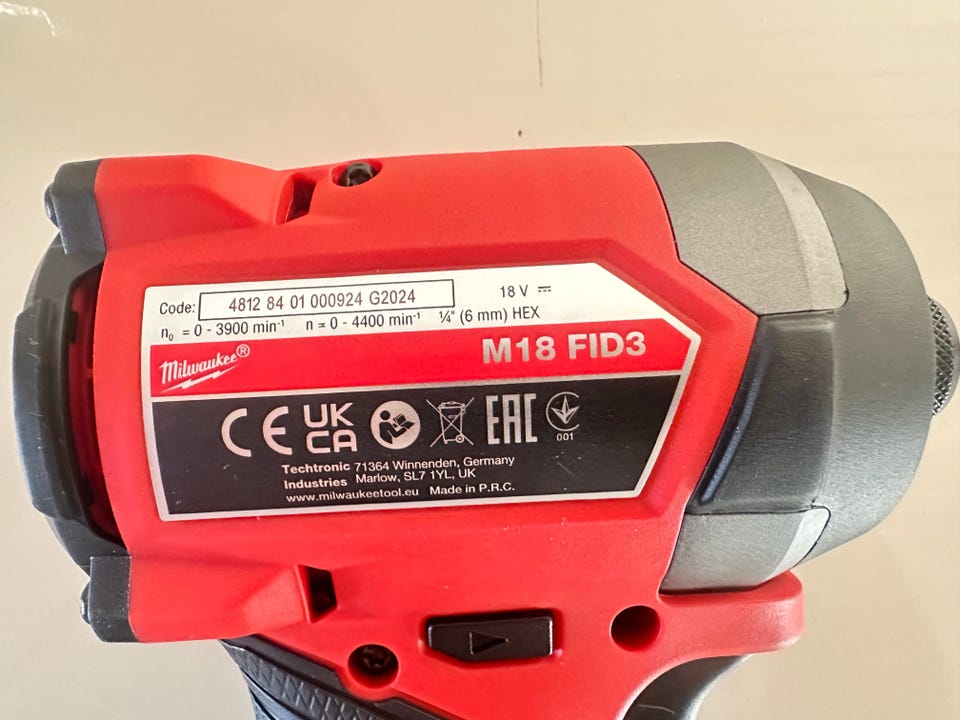 Code: 4812 84 01 000924 G2024 18 V ⎓
n₀ = 0 - 3900 min⁻¹ n = 0 - 4400 min⁻¹ ¼" (6 mm) HEX
Milwaukee® M18 FID3
CE UK CA EAC 001
Techtronic 71364 Winnenden, Germany
Industries Marlow, SL7 1YL, UK
www.milwaukeetool.eu Made in P.R.C.